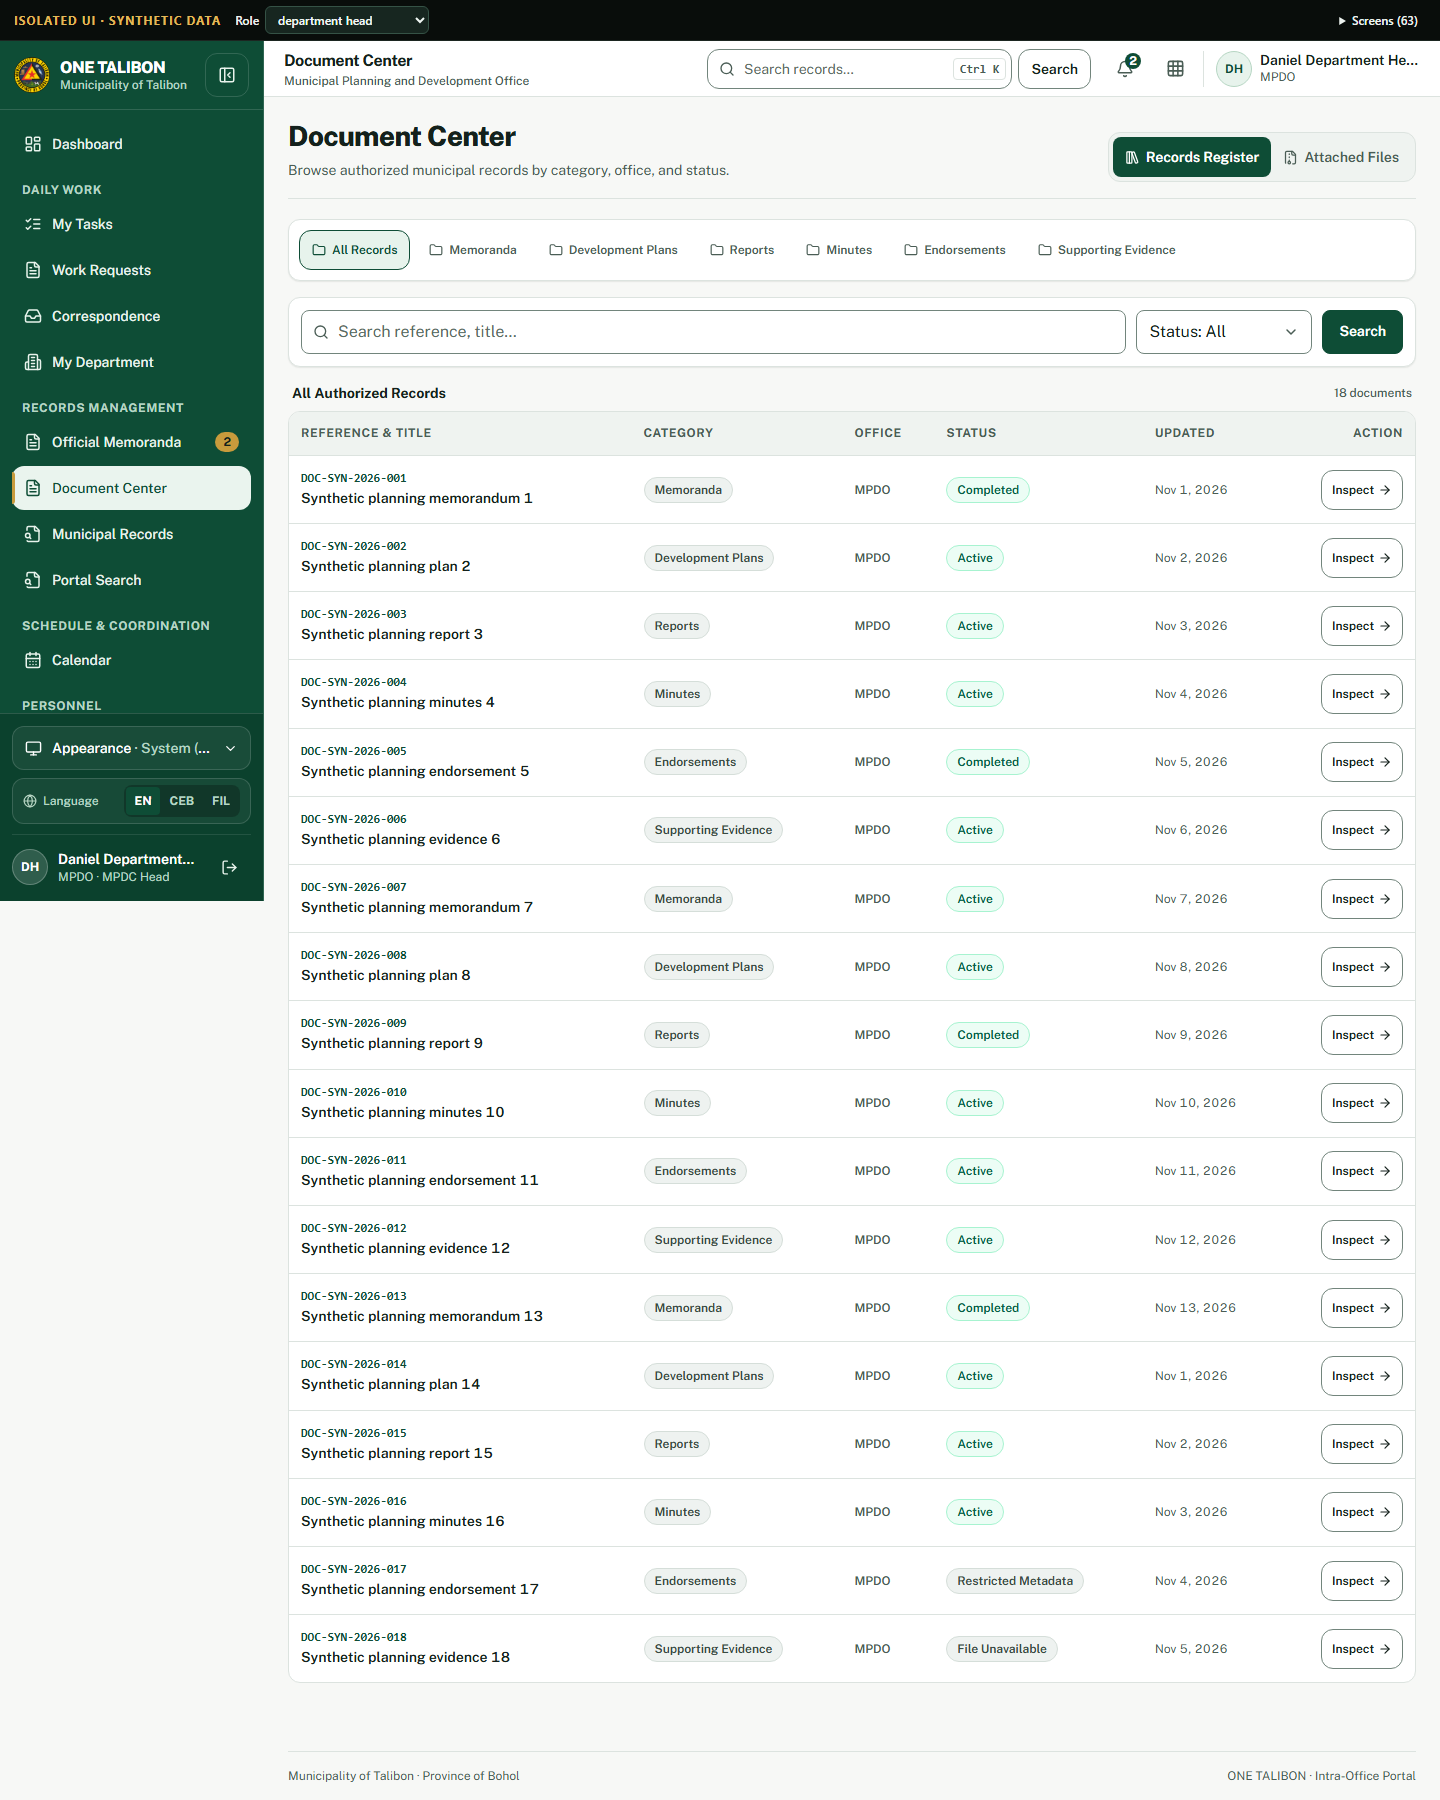 ISOLATED UI · SYNTHETIC DATA Role department head ▶ Screens (63)
ONE TALIBON
Municipality of Talibon
Document Center
Municipal Planning and Development Office
Search records... Ctrl K Search 2 DH Daniel Department He...
MPDO
Dashboard
DAILY WORK
My Tasks
Work Requests
Correspondence
My Department
RECORDS MANAGEMENT
Official Memoranda 2
Document Center
Municipal Records
Portal Search
SCHEDULE & COORDINATION
Calendar
PERSONNEL
Appearance · System (...
Language EN CEB FIL
DH Daniel Department...
MPDO · MPDC Head
Document Center
Browse authorized municipal records by category, office, and status.
Records Register Attached Files
All Records Memoranda Development Plans Reports Minutes Endorsements Supporting Evidence
Search reference, title... Status: All Search
All Authorized Records 18 documents
REFERENCE & TITLE CATEGORY OFFICE STATUS UPDATED ACTION
DOC-SYN-2026-001
Synthetic planning memorandum 1 Memoranda MPDO Completed Nov 1, 2026 Inspect →
DOC-SYN-2026-002
Synthetic planning plan 2 Development Plans MPDO Active Nov 2, 2026 Inspect →
DOC-SYN-2026-003
Synthetic planning report 3 Reports MPDO Active Nov 3, 2026 Inspect →
DOC-SYN-2026-004
Synthetic planning minutes 4 Minutes MPDO Active Nov 4, 2026 Inspect →
DOC-SYN-2026-005
Synthetic planning endorsement 5 Endorsements MPDO Completed Nov 5, 2026 Inspect →
DOC-SYN-2026-006
Synthetic planning evidence 6 Supporting Evidence MPDO Active Nov 6, 2026 Inspect →
DOC-SYN-2026-007
Synthetic planning memorandum 7 Memoranda MPDO Active Nov 7, 2026 Inspect →
DOC-SYN-2026-008
Synthetic planning plan 8 Development Plans MPDO Active Nov 8, 2026 Inspect →
DOC-SYN-2026-009
Synthetic planning report 9 Reports MPDO Completed Nov 9, 2026 Inspect →
DOC-SYN-2026-010
Synthetic planning minutes 10 Minutes MPDO Active Nov 10, 2026 Inspect →
DOC-SYN-2026-011
Synthetic planning endorsement 11 Endorsements MPDO Active Nov 11, 2026 Inspect →
DOC-SYN-2026-012
Synthetic planning evidence 12 Supporting Evidence MPDO Active Nov 12, 2026 Inspect →
DOC-SYN-2026-013
Synthetic planning memorandum 13 Memoranda MPDO Completed Nov 13, 2026 Inspect →
DOC-SYN-2026-014
Synthetic planning plan 14 Development Plans MPDO Active Nov 1, 2026 Inspect →
DOC-SYN-2026-015
Synthetic planning report 15 Reports MPDO Active Nov 2, 2026 Inspect →
DOC-SYN-2026-016
Synthetic planning minutes 16 Minutes MPDO Active Nov 3, 2026 Inspect →
DOC-SYN-2026-017
Synthetic planning endorsement 17 Endorsements MPDO Restricted Metadata Nov 4, 2026 Inspect →
DOC-SYN-2026-018
Synthetic planning evidence 18 Supporting Evidence MPDO File Unavailable Nov 5, 2026 Inspect →
Municipality of Talibon · Province of Bohol ONE TALIBON · Intra-Office Portal